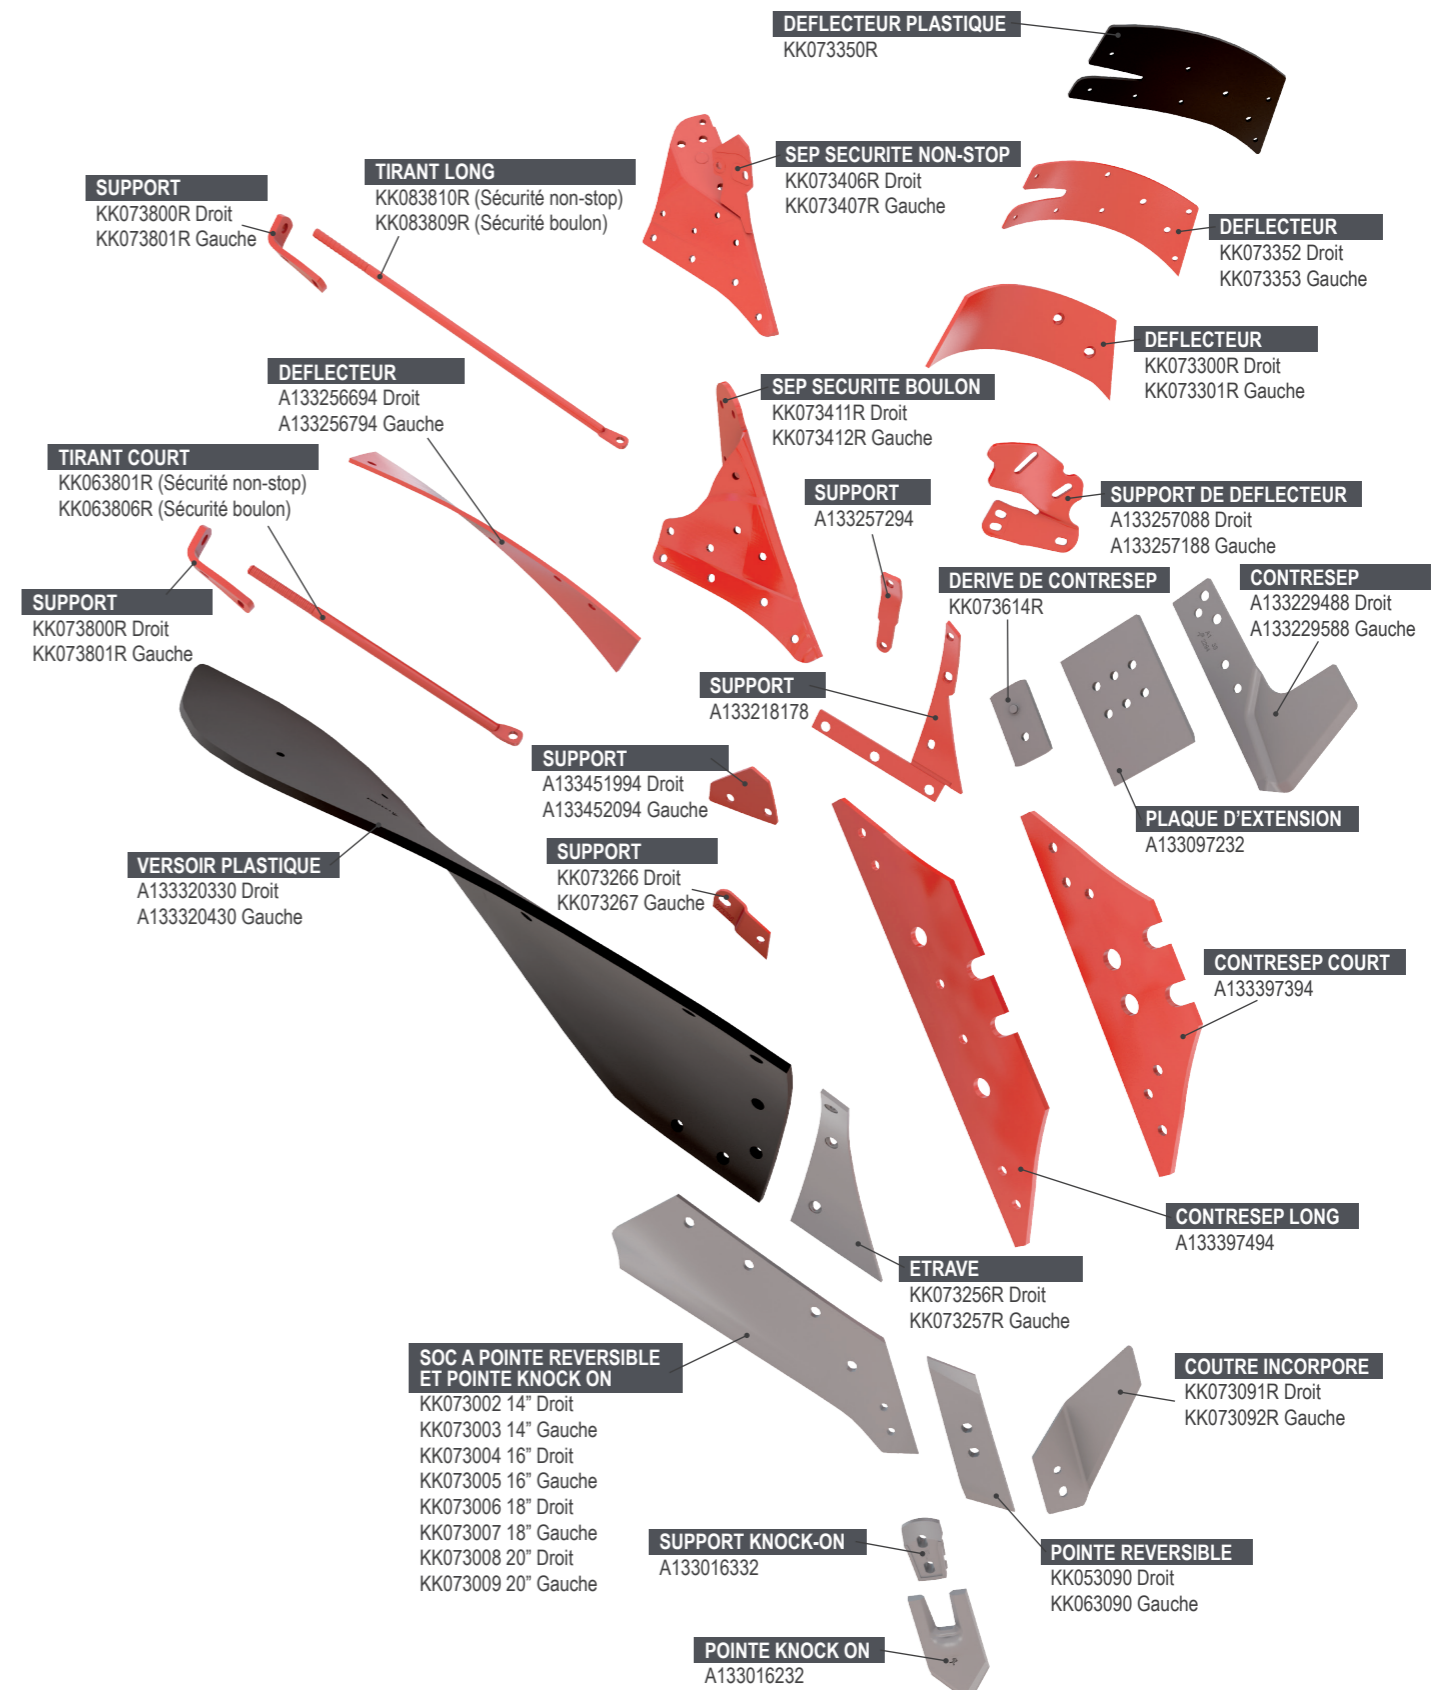 DEFLECTEUR PLASTIQUE
KK073350R
SEP SECURITE NON-STOP
KK073406R Droit
KK073407R Gauche
TIRANT LONG
KK083810R (Sécurité non-stop)
KK083809R (Sécurité boulon)
SUPPORT
KK073800R Droit
KK073801R Gauche
DEFLECTEUR
KK073352 Droit
KK073353 Gauche
DEFLECTEUR
KK073300R Droit
KK073301R Gauche
DEFLECTEUR
A133256694 Droit
A133256794 Gauche
SEP SECURITE BOULON
KK073411R Droit
KK073412R Gauche
TIRANT COURT
KK063801R (Sécurité non-stop)
KK063806R (Sécurité boulon)
SUPPORT
A133257294
SUPPORT DE DEFLECTEUR
A133257088 Droit
A133257188 Gauche
DERIVE DE CONTRESEP
KK073614R
CONTRESEP
A133229488 Droit
A133229588 Gauche
SUPPORT
KK073800R Droit
KK073801R Gauche
SUPPORT
A133218178
SUPPORT
A133451994 Droit
A133452094 Gauche
PLAQUE D'EXTENSION
A133097232
VERSOIR PLASTIQUE
A133320330 Droit
A133320430 Gauche
SUPPORT
KK073266 Droit
KK073267 Gauche
CONTRESEP COURT
A133397394
CONTRESEP LONG
A133397494
ETRAVE
KK073256R Droit
KK073257R Gauche
SOC A POINTE REVERSIBLE
ET POINTE KNOCK ON
KK073002 14” Droit
KK073003 14” Gauche
KK073004 16” Droit
KK073005 16” Gauche
KK073006 18” Droit
KK073007 18” Gauche
KK073008 20” Droit
KK073009 20” Gauche
COUTRE INCORPORE
KK073091R Droit
KK073092R Gauche
SUPPORT KNOCK-ON
A133016332
POINTE REVERSIBLE
KK053090 Droit
KK063090 Gauche
POINTE KNOCK ON
A133016232